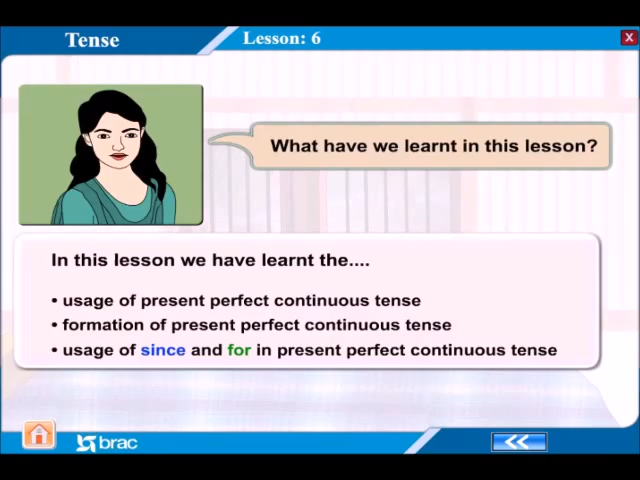 Tense
Lesson: 6
X
What have we learnt in this lesson?
In this lesson we have learnt the....
• usage of present perfect continuous tense
• formation of present perfect continuous tense
• usage of since and for in present perfect continuous tense
brac